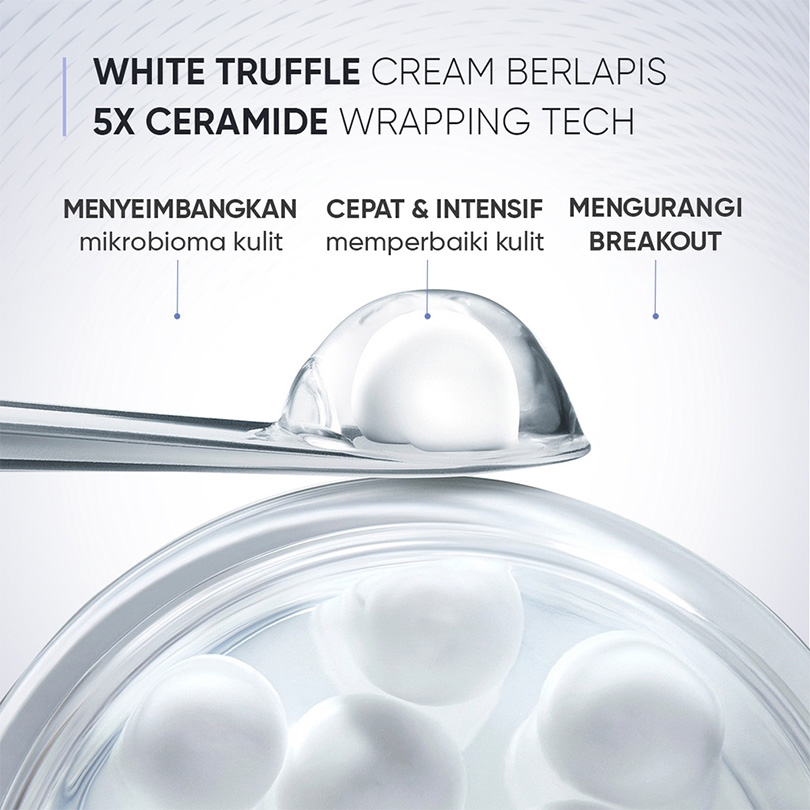 WHITE TRUFFLE CREAM BERLAPIS
5X CERAMIDE WRAPPING TECH
MENYEIMBANGKAN
mikrobioma kulit
CEPAT & INTENSIF
memperbaiki kulit
MENGURANGI
BREAKOUT